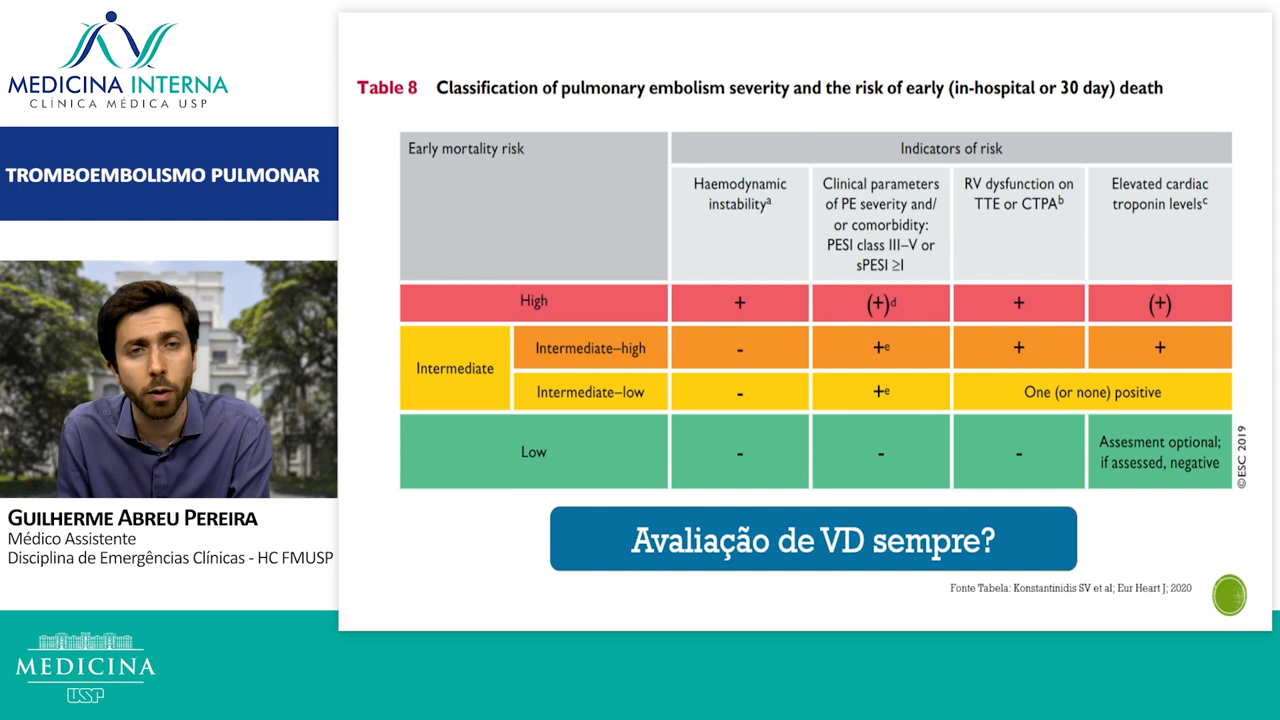 MEDICINA INTERNA
CLÍNICA MÉDICA USP
TROMBOEMBOLISMO PULMONAR
GUILHERME ABREU PEREIRA
Médico Assistente
Disciplina de Emergências Clínicas - HC FMUSP
MEDICINA
USP
Table 8 Classification of pulmonary embolism severity and the risk of early (in-hospital or 30 day) death
Early mortality risk
Indicators of risk
Haemodynamic
instabilityᵃ
Clinical parameters
of PE severity and/
or comorbidity:
PESI class III–V or
sPESI ≥I
RV dysfunction on
TTE or CTPAᵇ
Elevated cardiac
troponin levelsᶜ
High
+
(+)ᵈ
+
(+)
Intermediate
Intermediate–high
-
+ᵉ
+
+
Intermediate–low
-
+ᵉ
One (or none) positive
Low
-
-
-
Assesment optional;
if assessed, negative
©ESC 2019
Avaliação de VD sempre?
Fonte Tabela: Konstantinidis SV et al; Eur Heart J; 2020